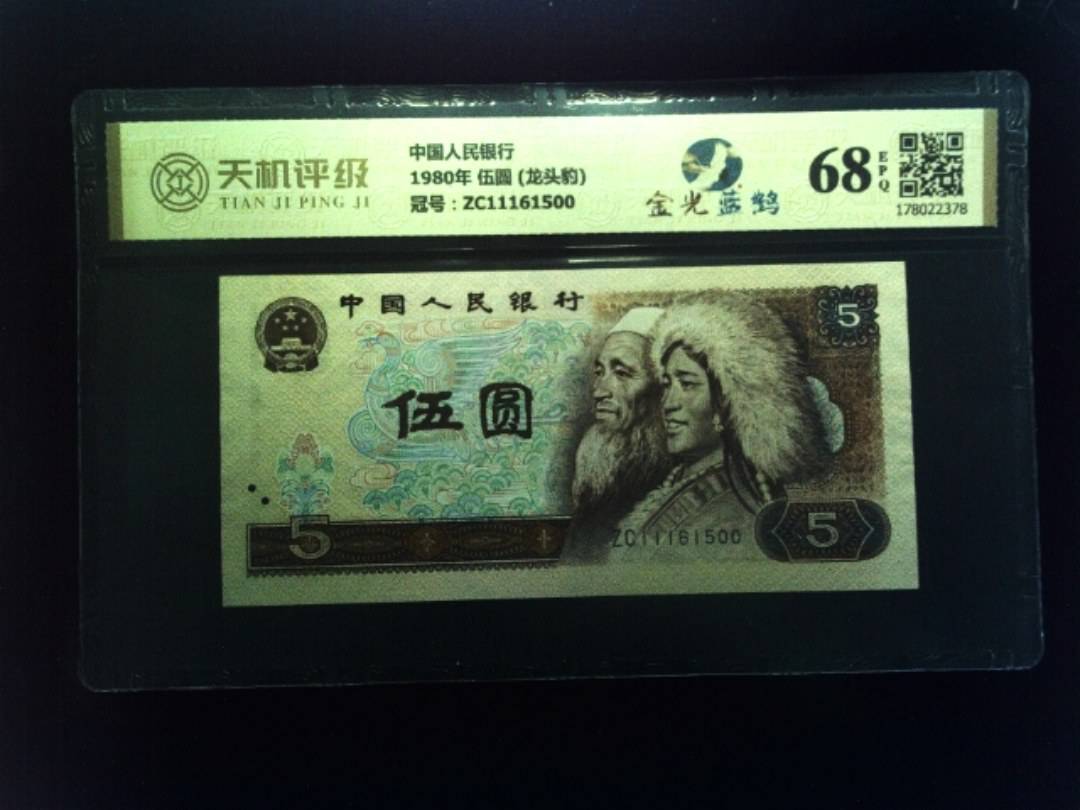 天机评级
TIAN JI PING JI
中国人民银行
1980年 伍圆 (龙头豹)
冠号：ZC11161500
金光蓝鹤
68
EPQ
178022378
中国人民银行
5
伍圆
5
ZC11161500
5